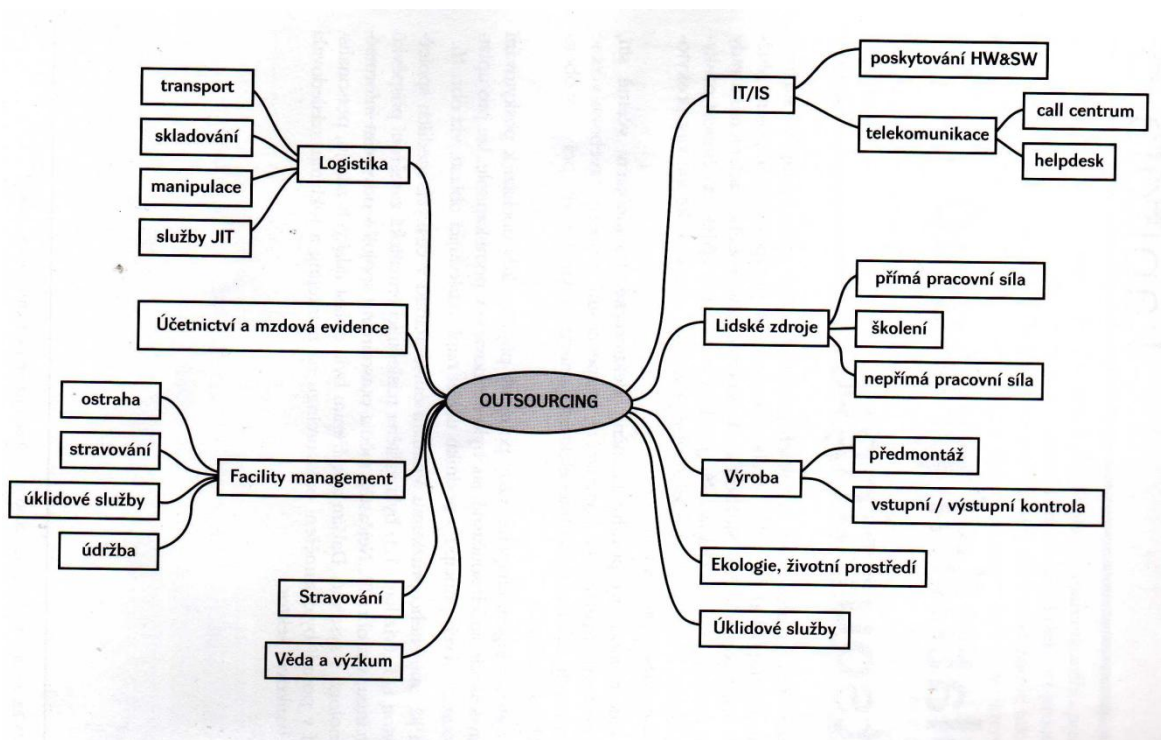 transport
skladování
manipulace
služby JIT
Logistika
Účetnictví a mzdová evidence
ostraha
stravování
úklidové služby
údržba
Facility management
Stravování
Věda a výzkum
OUTSOURCING
IT/IS
poskytování HW&SW
telekomunikace
call centrum
helpdesk
Lidské zdroje
přímá pracovní síla
školení
nepřímá pracovní síla
Výroba
předmontáž
vstupní / výstupní kontrola
Ekologie, životní prostředí
Úklidové služby